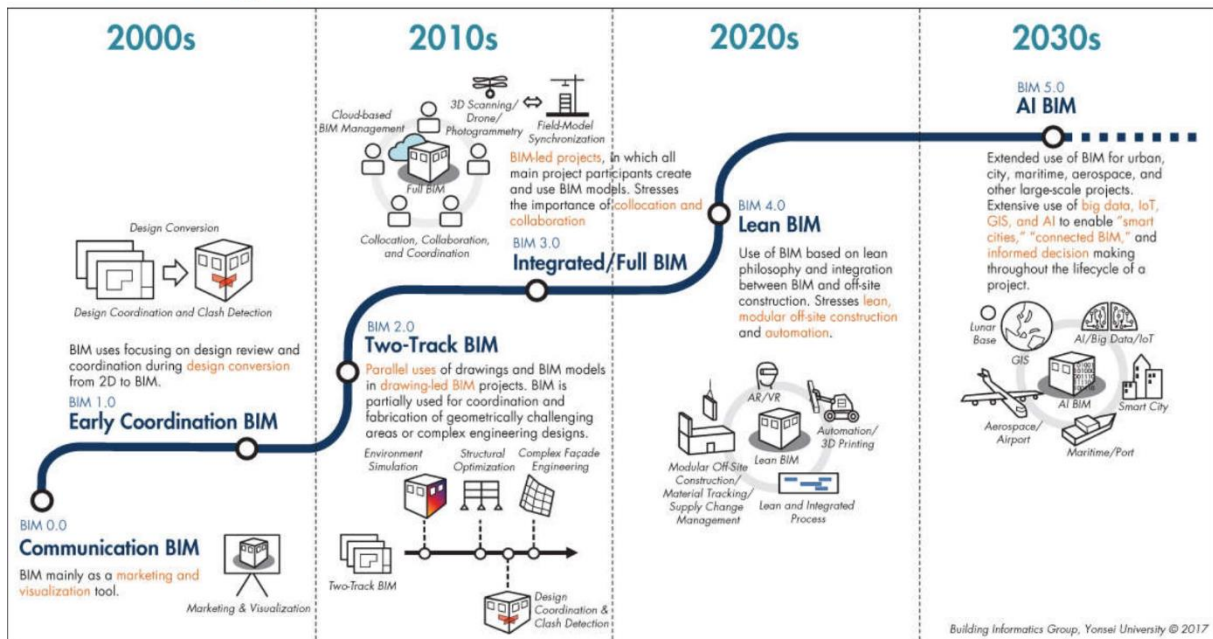 2000s
Design Conversion
Design Coordination and Clash Detection
BIM uses focusing on design review and
coordination during design conversion
from 2D to BIM.
BIM 1.0
Early Coordination BIM
BIM 0.0
Communication BIM
BIM mainly as a marketing and
visualization tool.
Marketing & Visualization
2010s
Cloud-based
BIM Management
3D Scanning/
Drone/
Photogrammetry
Field-Model
Synchronization
Full BIM
Collocation, Collaboration,
and Coordination
BIM-led projects, in which all
main project participants create
and use BIM models. Stresses
the importance of collocation and
collaboration
BIM 3.0
Integrated/Full BIM
BIM 2.0
Two-Track BIM
Parallel uses of drawings and BIM models
in drawing-led BIM projects. BIM is
partially used for coordination and
fabrication of geometrically challenging
areas or complex engineering designs.
Environment
Simulation
Structural
Optimization
Complex Façade
Engineering
Two-Track BIM
Design
Coordination &
Clash Detection
2020s
BIM 4.0
Lean BIM
Use of BIM based on lean
philosophy and integration
between BIM and off-site
construction. Stresses lean,
modular off-site construction
and automation.
AR/VR
Automation/
3D Printing
Lean BIM
Modular Off-Site
Construction/
Material Tracking/
Supply Change
Management
Lean and Integrated
Process
2030s
BIM 5.0
AI BIM
Extended use of BIM for urban,
city, maritime, aerospace, and
other large-scale projects.
Extensive use of big data, IoT,
GIS, and AI to enable “smart
cities,” “connected BIM,” and
informed decision making
throughout the lifecycle of a
project.
Lunar
Base
GIS
AI/Big Data/IoT
AI BIM
Smart City
Aerospace/
Airport
Maritime/Port
Building Informatics Group, Yonsei University © 2017